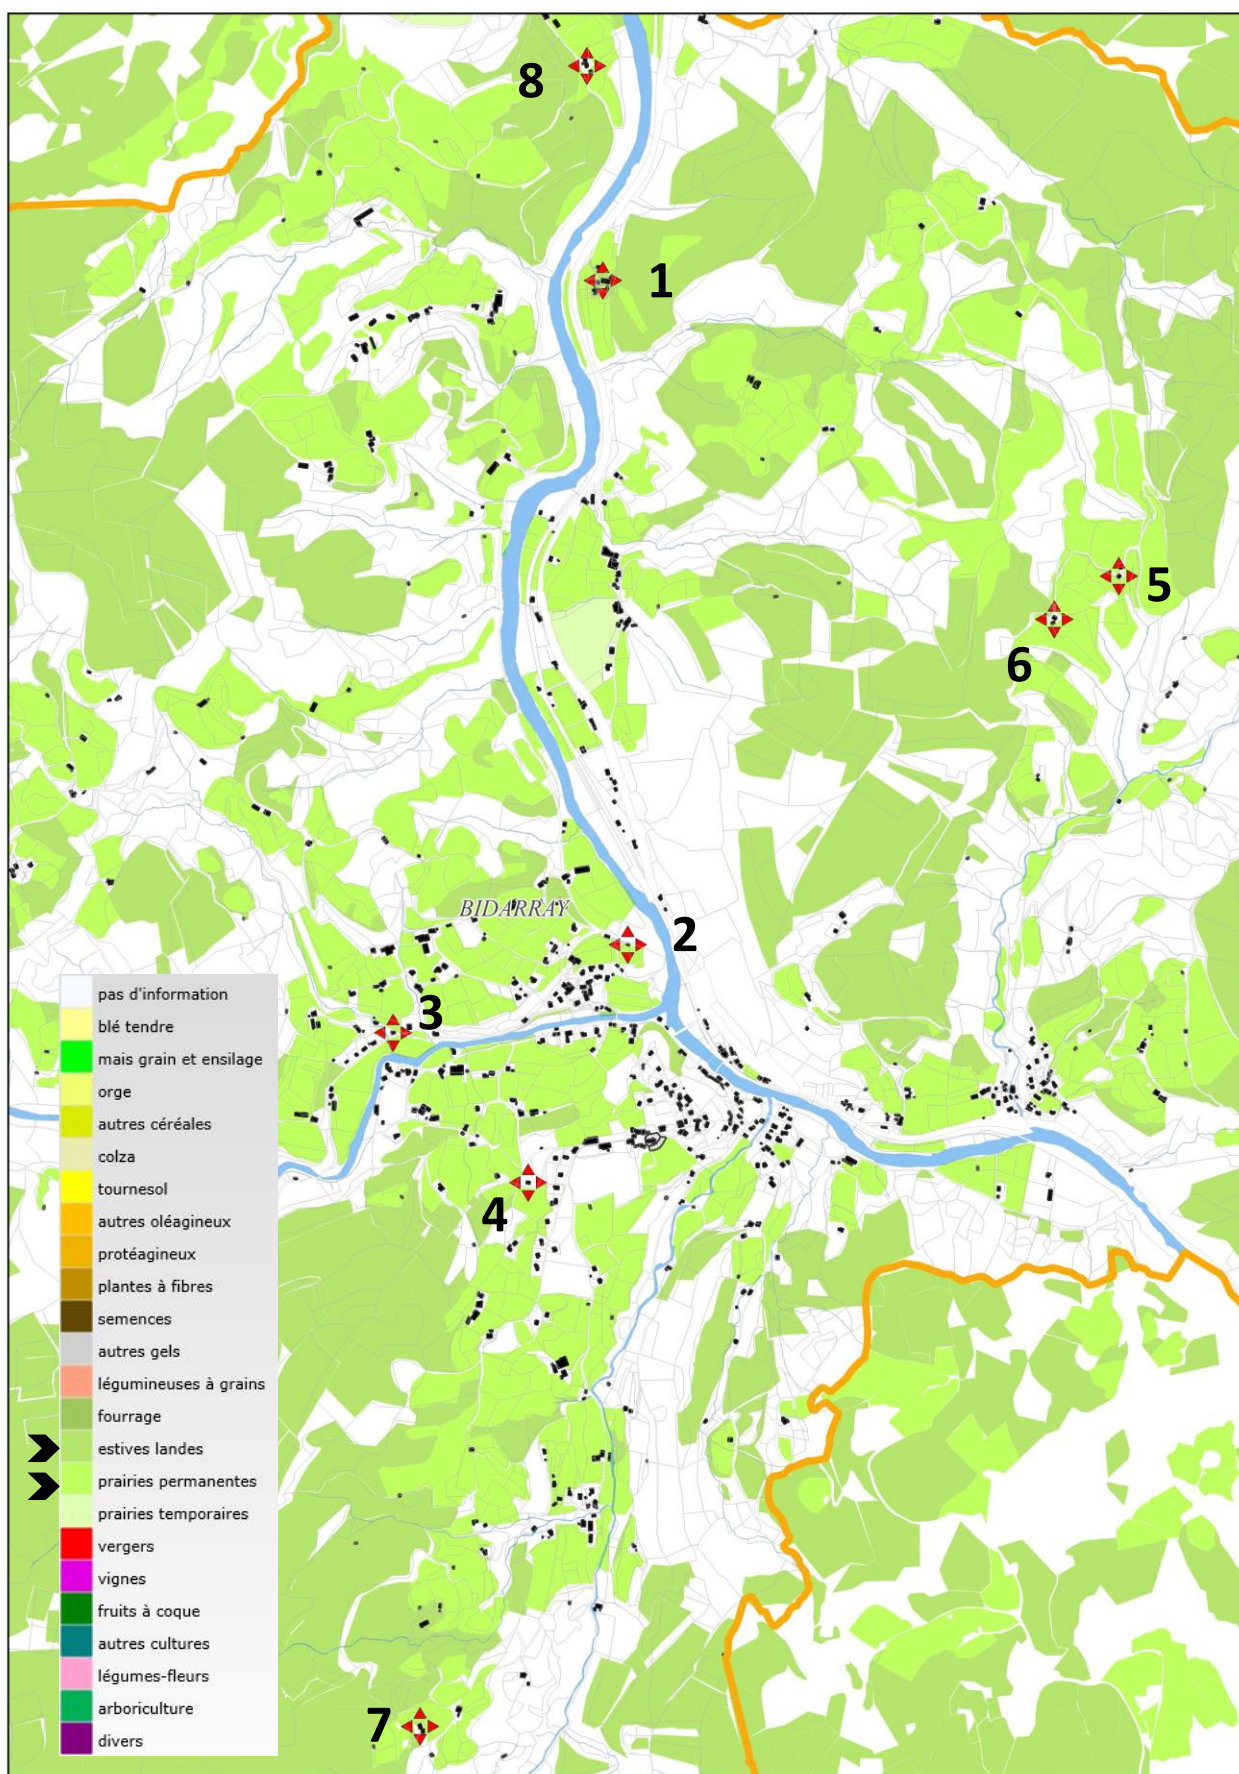 8
1
5
6
BIDARRAY
2
3
4
7
pas d'information
blé tendre
mais grain et ensilage
orge
autres céréales
colza
tournesol
autres oléagineux
protéagineux
plantes à fibres
semences
autres gels
légumineuses à grains
fourrage
estives landes
prairies permanentes
prairies temporaires
vergers
vignes
fruits à coque
autres cultures
légumes-fleurs
arboriculture
divers